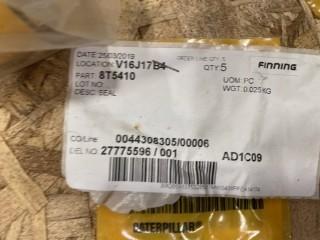 DATE: 25/03/2019
ORDER LINE QTY: 5
FINNING
LOCATION: V16J17B4
QTY: 5
PART: 8T5410
UOM: PC
LOT NO:
WGT: 0.025KG
DESC: SEAL
CO/Line: 0044308305/00006
DEL NO: 27775596 / 001
AD1C09
CATERPILLAR